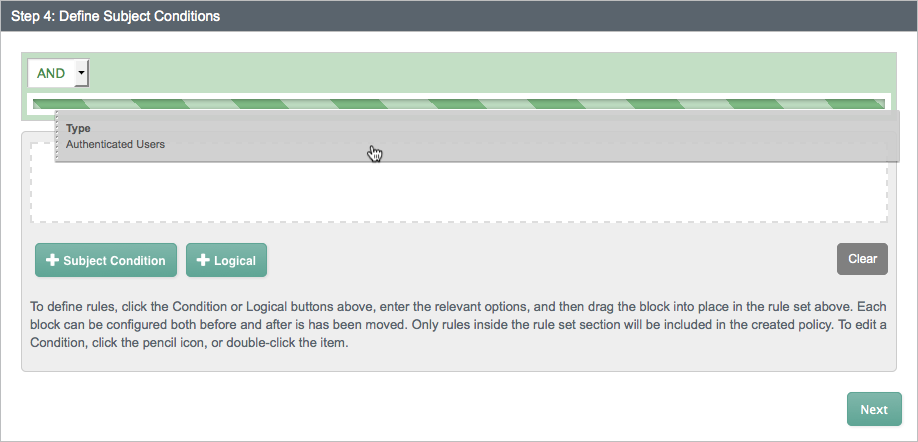 Step 4: Define Subject Conditions
AND
Type
Authenticated Users
Subject Condition
Logical
Clear
To define rules, click the Condition or Logical buttons above, enter the relevant options, and then drag the block into place in the rule set above. Each
block can be configured both before and after is has been moved. Only rules inside the rule set section will be included in the created policy. To edit a
Condition, click the pencil icon, or double-click the item.
Next